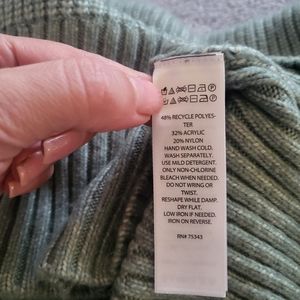 48% RECYCLE POLYES-
TER
32% ACRYLIC
20% NYLON
HAND WASH COLD.
WASH SEPARATELY.
USE MILD DETERGENT.
ONLY NON-CHLORINE
BLEACH WHEN NEEDED.
DO NOT WRING OR
TWIST.
RESHAPE WHILE DAMP.
DRY FLAT.
LOW IRON IF NEEDED.
IRON ON REVERSE.
RN# 75343